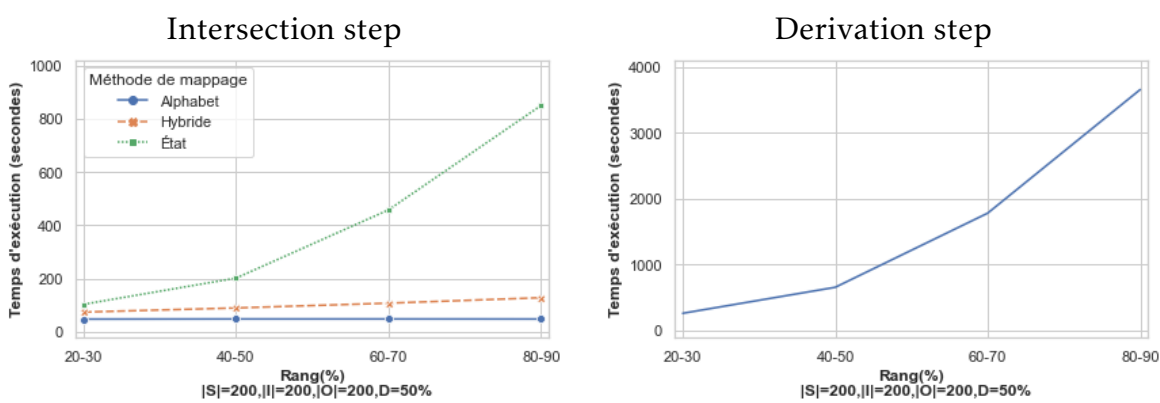 Intersection step
Temps d'exécution (secondes)
1000
800
600
400
200
0
Méthode de mappage
Alphabet
Hybride
État
20-30
40-50
60-70
80-90
Rang(%)
|S|=200,|I|=200,|O|=200,D=50%
Derivation step
Temps d'exécution (secondes)
4000
3000
2000
1000
0
20-30
40-50
60-70
80-90
Rang(%)
|S|=200,|I|=200,|O|=200,D=50%